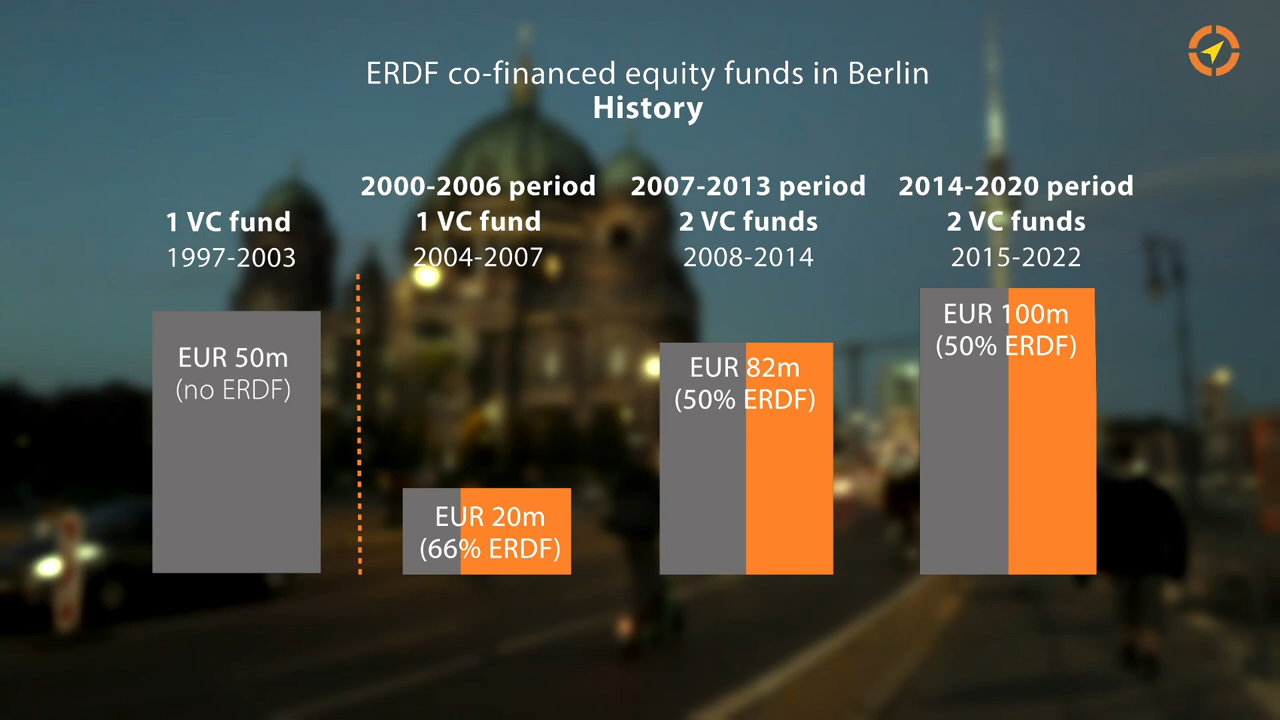 ERDF co-financed equity funds in Berlin
History
1 VC fund
1997-2003
EUR 50m
(no ERDF)
2000-2006 period
1 VC fund
2004-2007
EUR 20m
(66% ERDF)
2007-2013 period
2 VC funds
2008-2014
EUR 82m
(50% ERDF)
2014-2020 period
2 VC funds
2015-2022
EUR 100m
(50% ERDF)